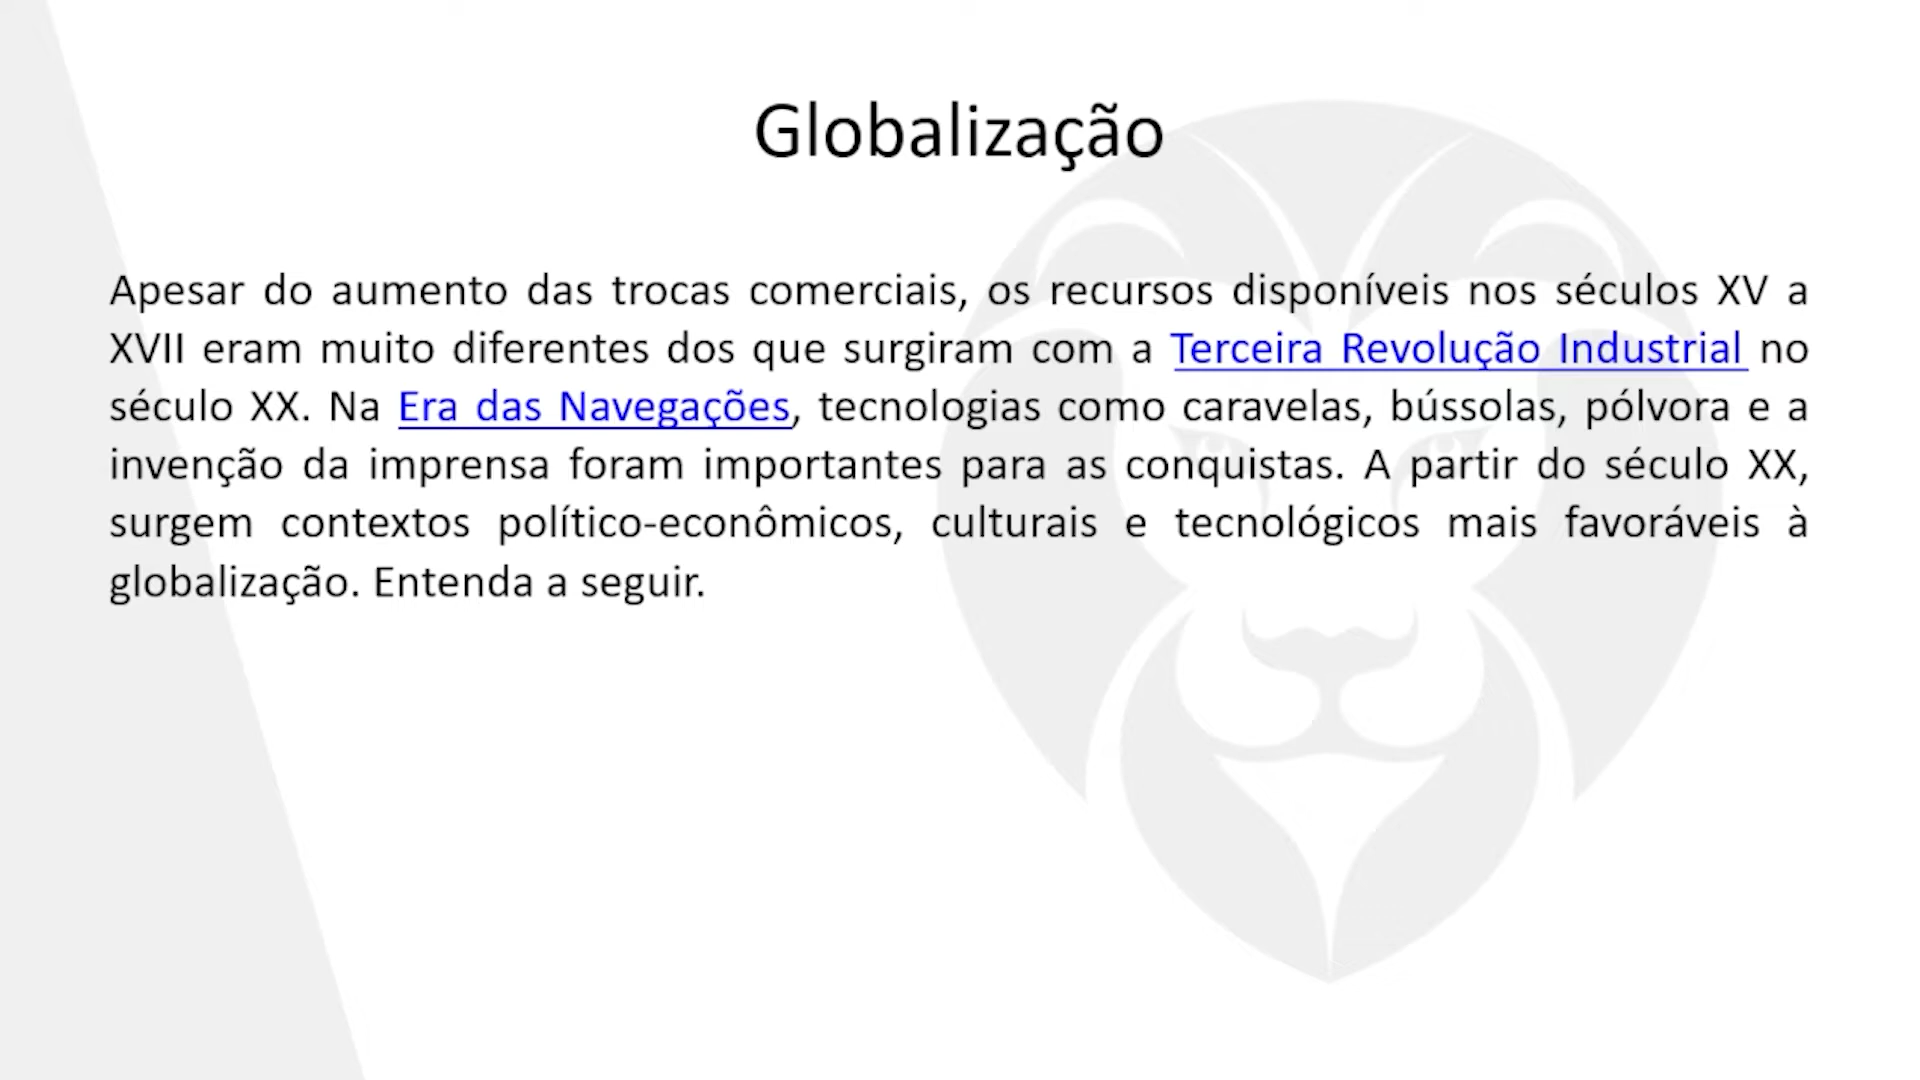 Globalização
Apesar do aumento das trocas comerciais, os recursos disponíveis nos séculos XV a
XVII eram muito diferentes dos que surgiram com a Terceira Revolução Industrial no
século XX. Na Era das Navegações, tecnologias como caravelas, bússolas, pólvora e a
invenção da imprensa foram importantes para as conquistas. A partir do século XX,
surgem contextos político-econômicos, culturais e tecnológicos mais favoráveis à
globalização. Entenda a seguir.